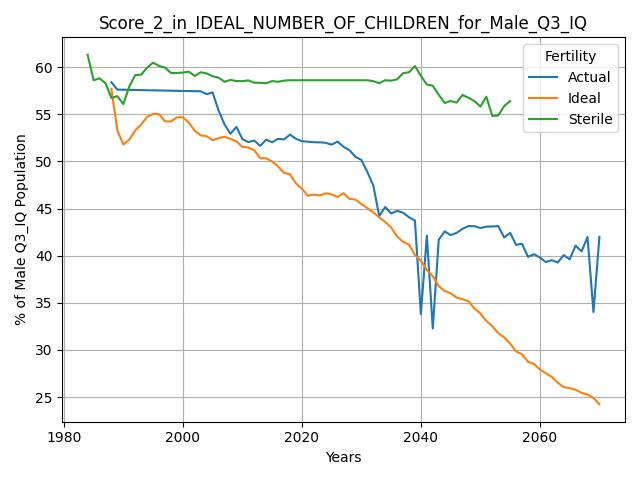 Score_2_in_IDEAL_NUMBER_OF_CHILDREN_for_Male_Q3_IQ
Fertility
Actual
Ideal
Sterile
% of Male Q3_IQ Population
60
55
50
45
40
35
30
25
1980
2000
2020
2040
2060
Years